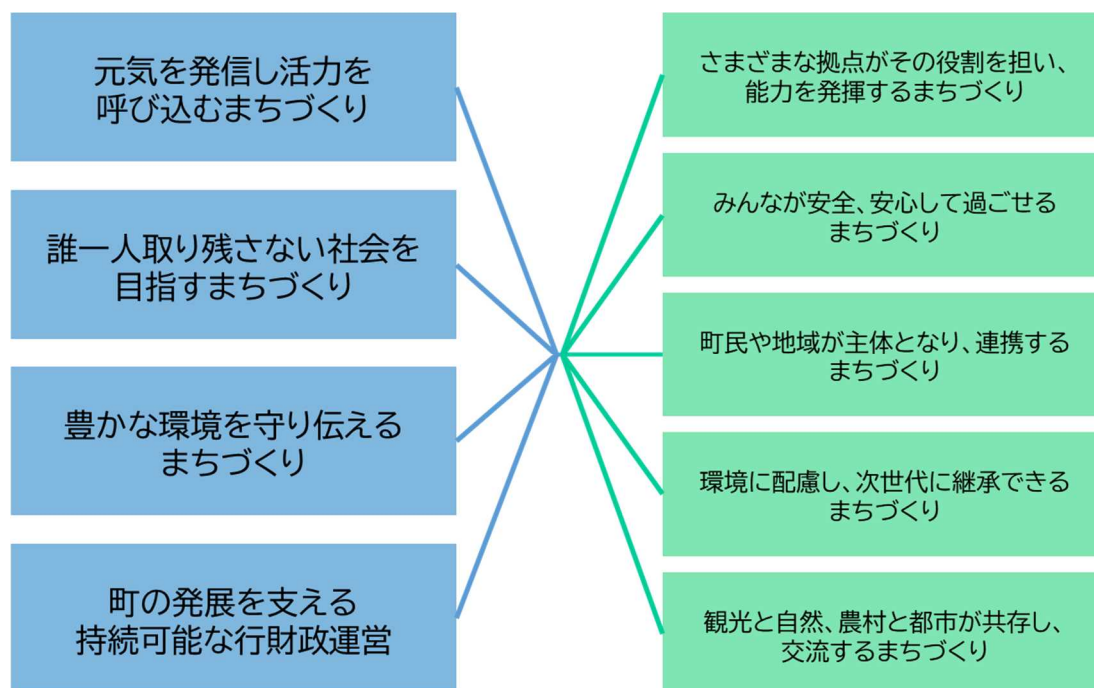 元気を発信し活力を
呼び込むまちづくり
誰一人取り残さない社会を
目指すまちづくり
豊かな環境を守り伝える
まちづくり
町の発展を支える
持続可能な行財政運営
さまざまな拠点がその役割を担い、
能力を発揮するまちづくり
みんなが安全、安心して過ごせる
まちづくり
町民や地域が主体となり、連携する
まちづくり
環境に配慮し、次世代に継承できる
まちづくり
観光と自然、農村と都市が共存し、
交流するまちづくり